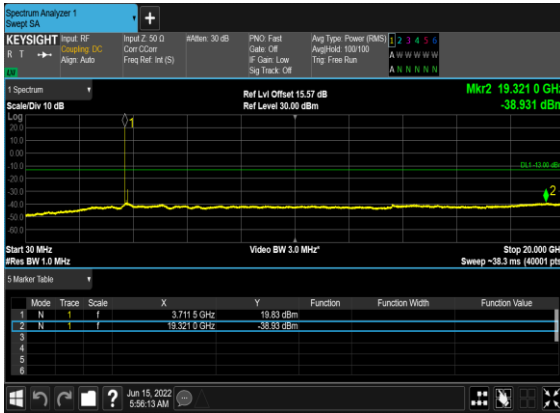 Spectrum Analyzer 1
Swept SA
+
KEYSIGHT Input: RF Input Z: 50 Ω #Atten: 30 dB PNO: Fast Avg Type: Power (RMS) 1 2 3 4 5 6
R T Coupling: DC Corr CCorr Gate: Off Avg|Hold: 100/100 A W W W W W
Align: Auto Freq Ref: Int (S) IF Gain: Low Trig: Free Run
Sig Track: Off A N N N N N
1 Spectrum Ref Lvl Offset 15.57 dB Mkr2 19.321 0 GHz
Scale/Div 10 dB Ref Level 30.00 dBm -38.931 dBm
Log
1
20.0
10.0
0.00
-10.0
DL1 -13.00 dBm
-20.0
-30.0
2
-40.0
-50.0
-60.0
Start 30 MHz Video BW 3.0 MHz* Stop 20.000 GHz
#Res BW 1.0 MHz Sweep ~38.3 ms (40001 pts)
5 Marker Table
Mode Trace Scale X Y Function Function Width Function Value
1 N 1 f 3.711 5 GHz 19.83 dBm
2 N 1 f 19.321 0 GHz -38.93 dBm
3
4
5
6
? Jun 15, 2022
5:56:13 AM